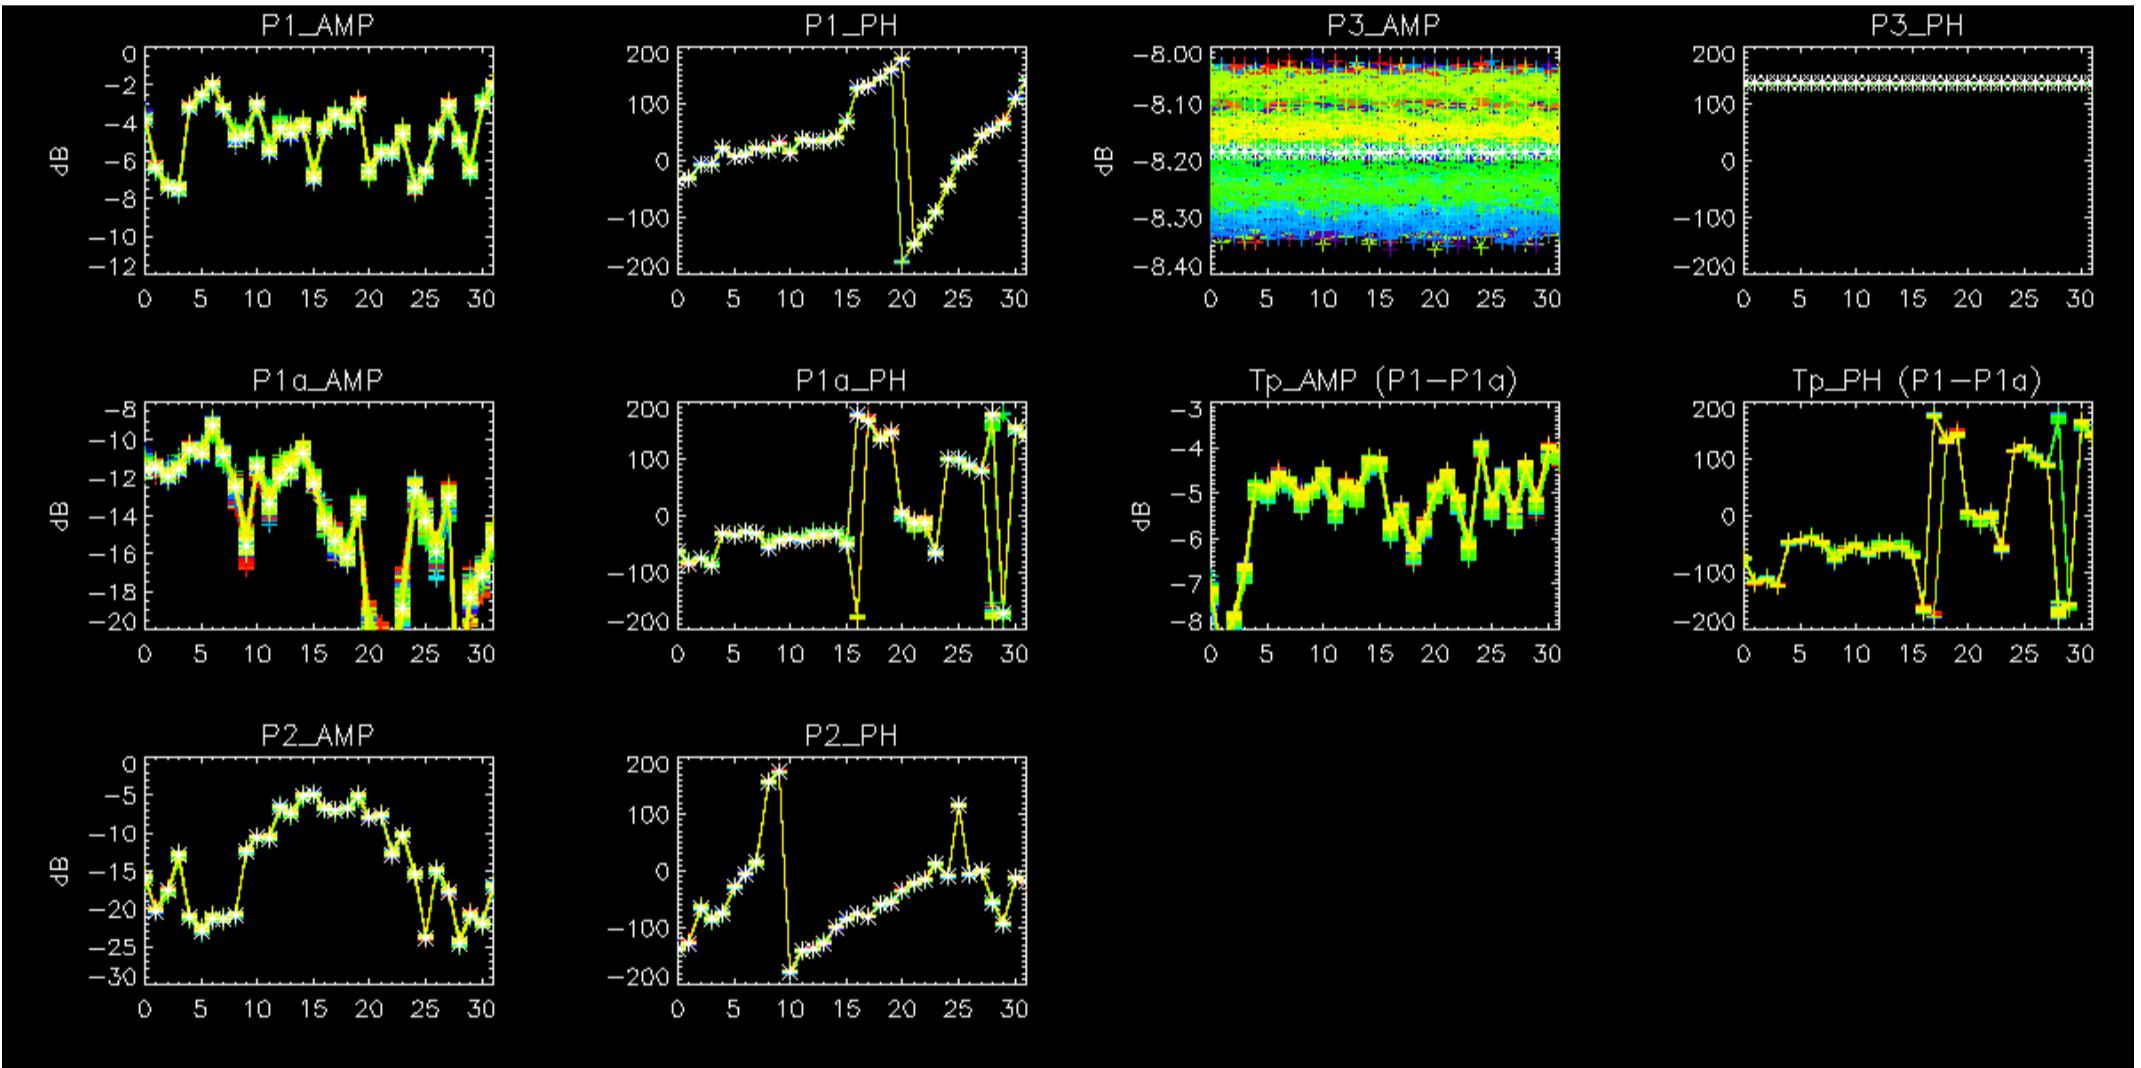 P1_AMP
P1_PH
P3_AMP
P3_PH
0
−2
−4
−6
−8
−10
−12
dB
0 5 10 15 20 25 30
200
100
0
−100
−200
0 5 10 15 20 25 30
−8.00
−8.10
−8.20
−8.30
−8.40
dB
0 5 10 15 20 25 30
200
100
0
−100
−200
0 5 10 15 20 25 30
P1a_AMP
P1a_PH
Tp_AMP (P1−P1a)
Tp_PH (P1−P1a)
−8
−10
−12
−14
−16
−18
−20
dB
0 5 10 15 20 25 30
200
100
0
−100
−200
0 5 10 15 20 25 30
−3
−4
−5
−6
−7
−8
dB
0 5 10 15 20 25 30
200
100
0
−100
−200
0 5 10 15 20 25 30
P2_AMP
P2_PH
0
−5
−10
−15
−20
−25
−30
dB
0 5 10 15 20 25 30
200
100
0
−100
−200
0 5 10 15 20 25 30